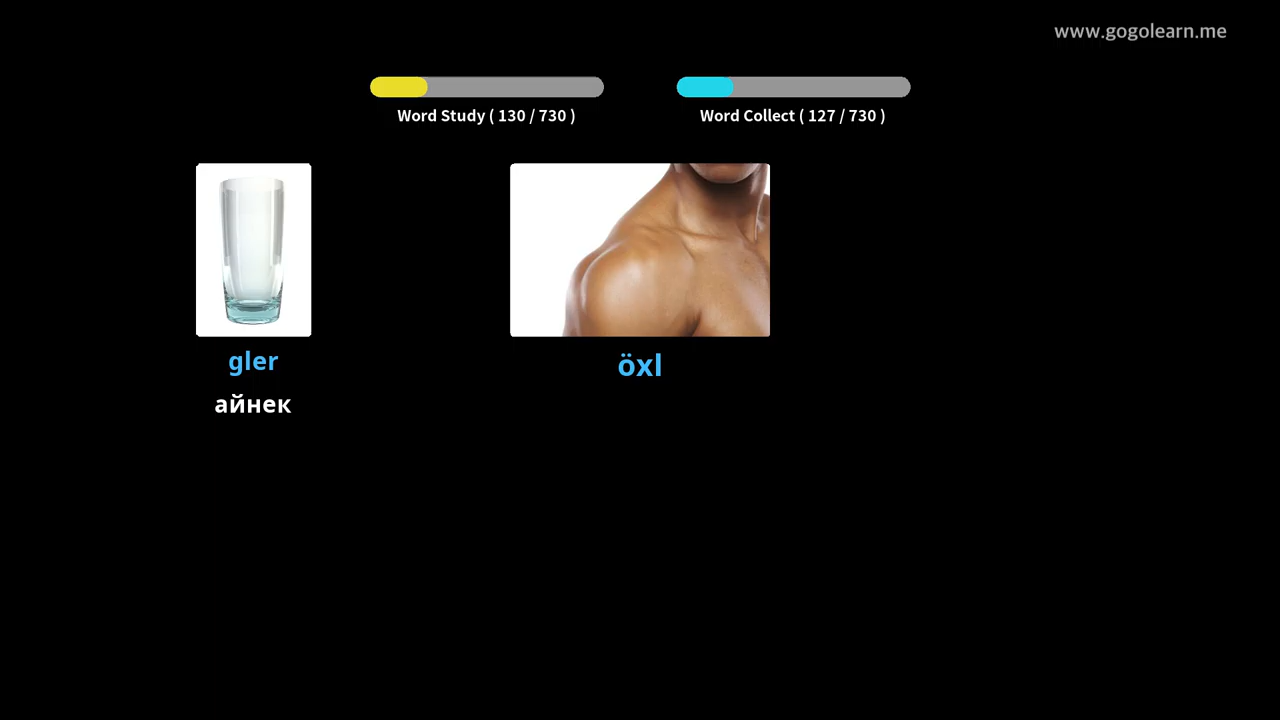 www.gogolearn.me
Word Study ( 130 / 730 )
Word Collect ( 127 / 730 )
gler
айнек
öxl